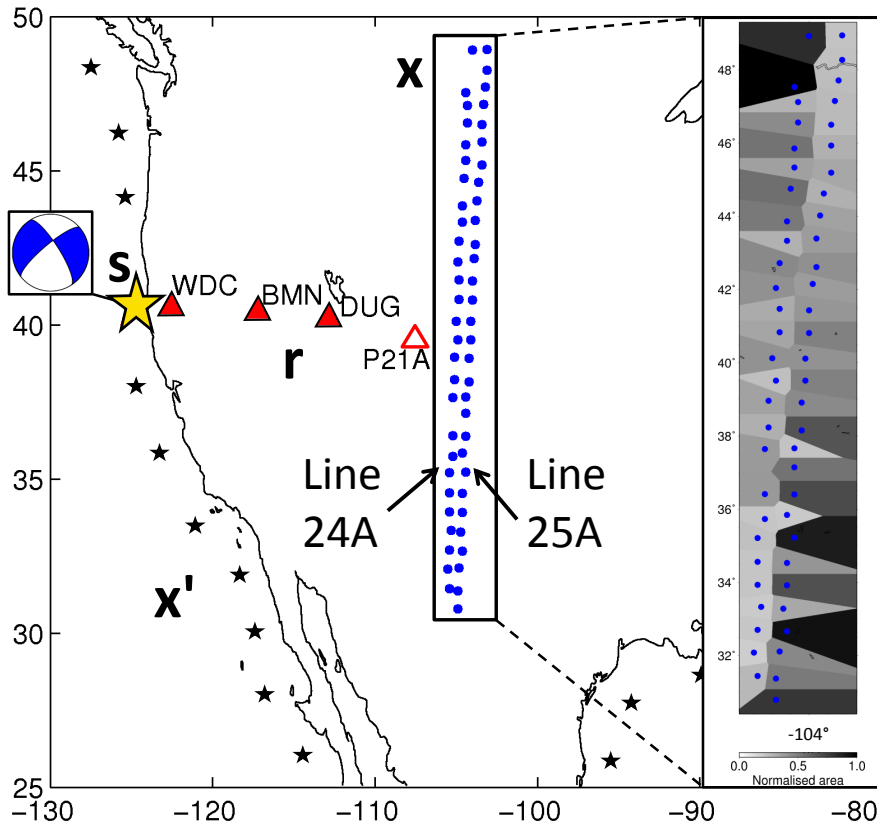 50
45
40
35
30
25
−130
−120
−110
−100
−90
−80
S
WDC
BMN
DUG
P21A
r
X
x'
Line
24A
Line
25A
48°
46°
44°
42°
40°
38°
36°
34°
32°
-104°
0.0 0.5 1.0
Normalised area